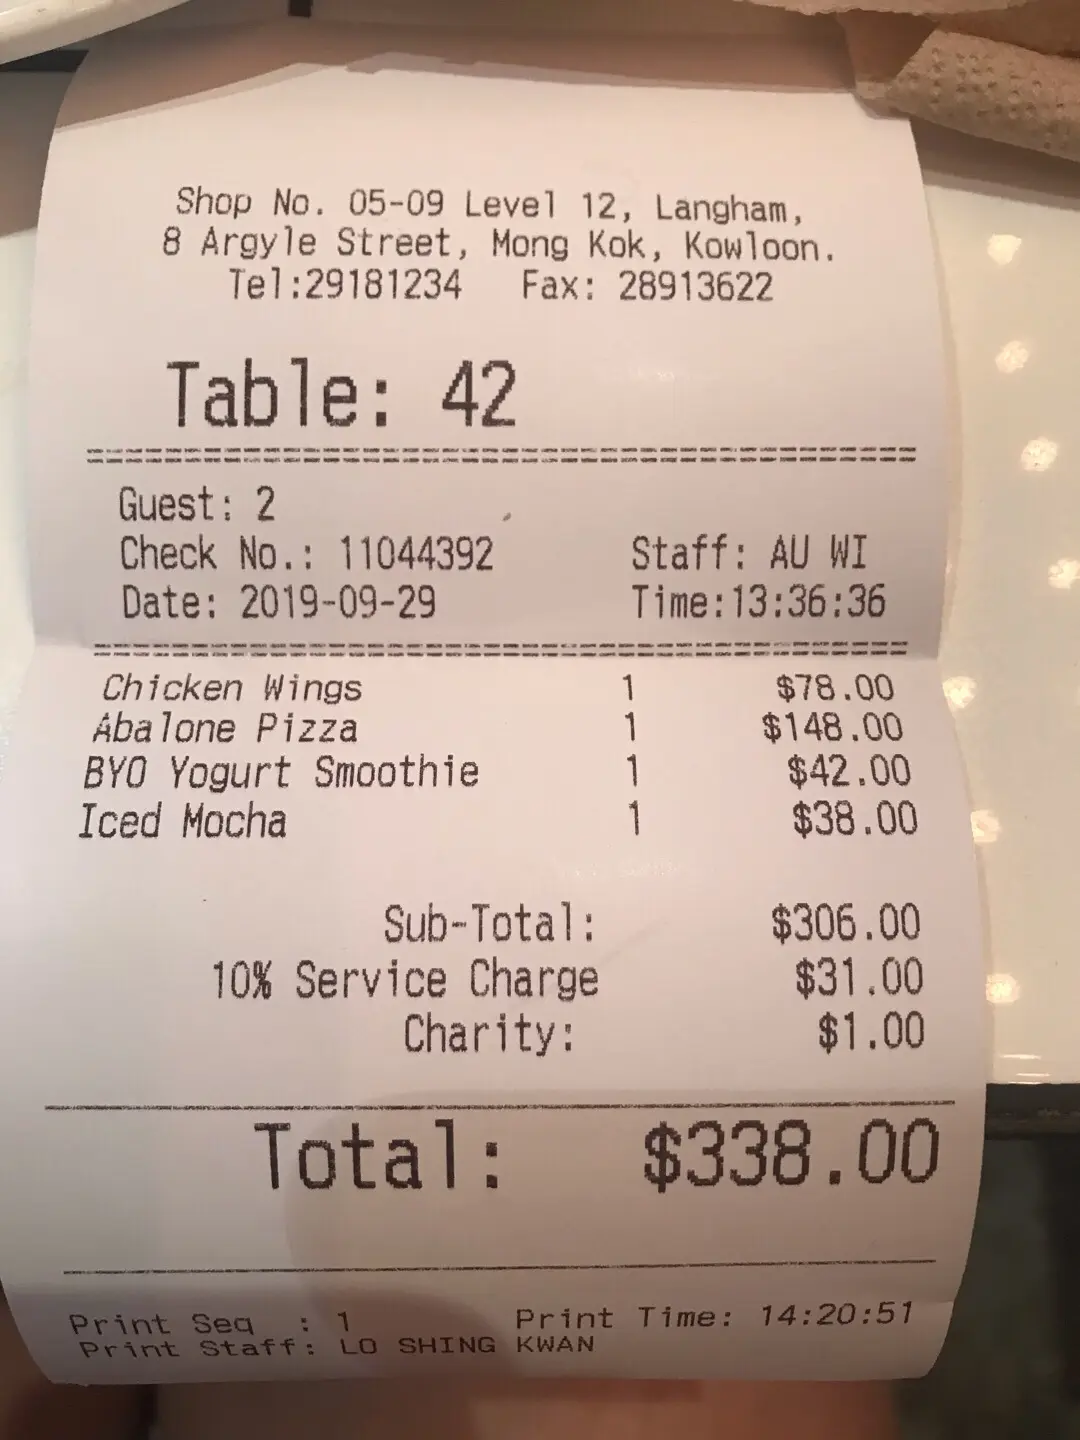 Shop No. 05-09 Level 12, Langham,
8 Argyle Street, Mong Kok, Kowloon.
Tel:29181234 Fax: 28913622
Table: 42
Guest: 2
Check No.: 11044392 Staff: AU WI
Date: 2019-09-29 Time:13:36:36
Chicken Wings 1 $78.00
Abalone Pizza 1 $148.00
BYO Yogurt Smoothie 1 $42.00
Iced Mocha 1 $38.00
Sub-Total: $306.00
10% Service Charge $31.00
Charity: $1.00
Total: $338.00
Print Seq : 1 Print Time: 14:20:51
Print Staff: LO SHING KWAN